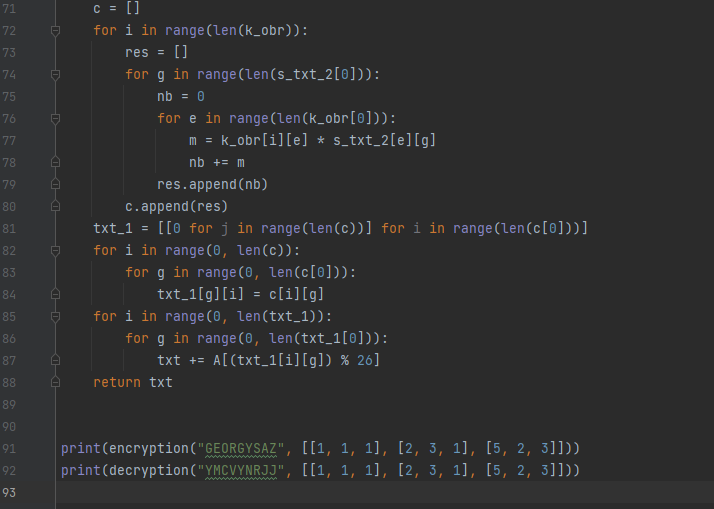 71 c = []
72 for i in range(len(k_obr)):
73 res = []
74 for g in range(len(s_txt_2[0])):
75 nb = 0
76 for e in range(len(k_obr[0])):
77 m = k_obr[i][e] * s_txt_2[e][g]
78 nb += m
79 res.append(nb)
80 c.append(res)
81 txt_1 = [[0 for j in range(len(c))] for i in range(len(c[0]))]
82 for i in range(0, len(c)):
83 for g in range(0, len(c[0])):
84 txt_1[g][i] = c[i][g]
85 for i in range(0, len(txt_1)):
86 for g in range(0, len(txt_1[0])):
87 txt += A[(txt_1[i][g]) % 26]
88 return txt
89
90
91 print(encryption("GEORGYSAZ", [[1, 1, 1], [2, 3, 1], [5, 2, 3]]))
92 print(decryption("YMCVYNRJJ", [[1, 1, 1], [2, 3, 1], [5, 2, 3]]))
93